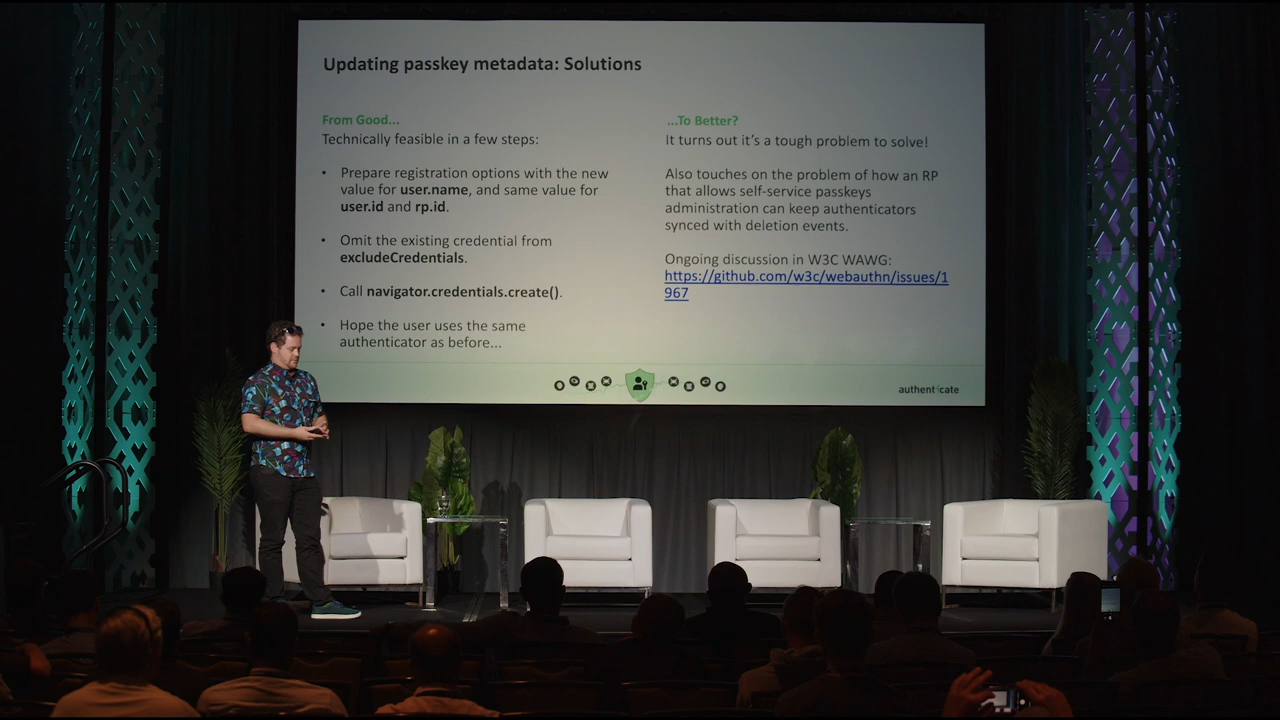 Updating passkey metadata: Solutions
From Good...
Technically feasible in a few steps:
• Prepare registration options with the new
value for user.name, and same value for
user.id and rp.id.
• Omit the existing credential from
excludeCredentials.
• Call navigator.credentials.create().
• Hope the user uses the same
authenticator as before...
...To Better?
It turns out it's a tough problem to solve!
Also touches on the problem of how an RP
that allows self-service passkeys
administration can keep authenticators
synced with deletion events.
Ongoing discussion in W3C WAWG:
https://github.com/w3c/webauthn/issues/1
967
authenticate